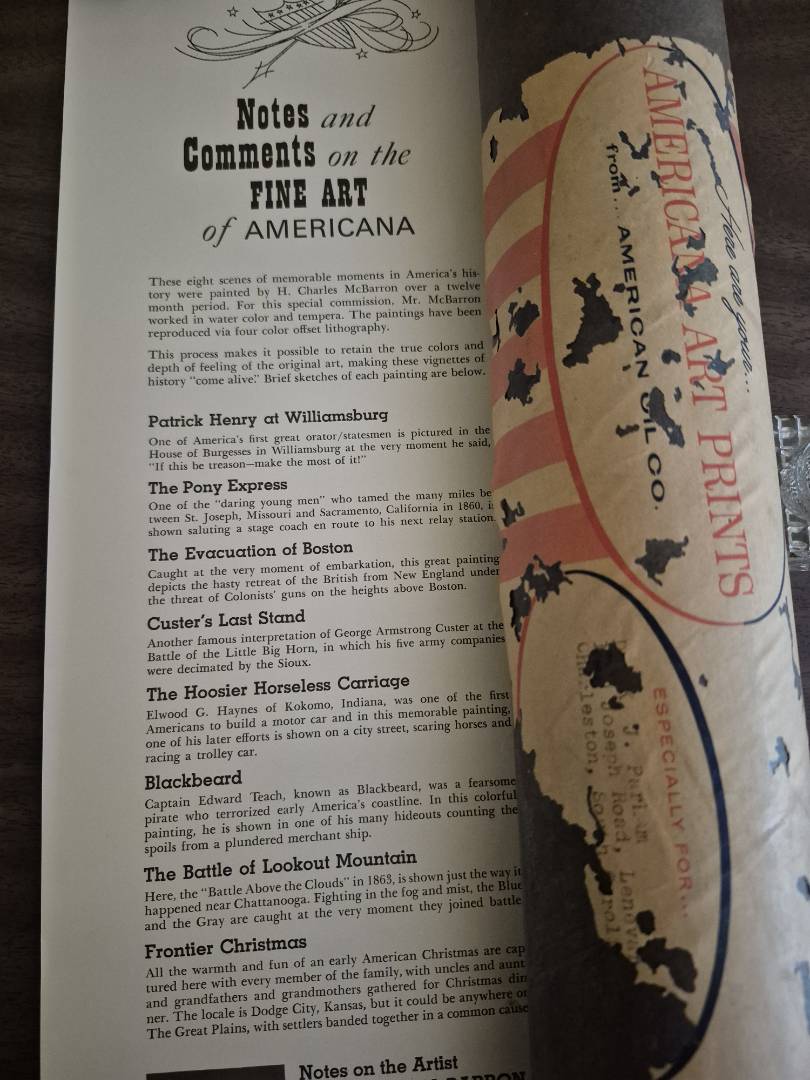 Notes and
Comments on the
FINE ART
of AMERICANA
These eight scenes of memorable moments in America's his-
tory were painted by H. Charles McBarron over a twelve
month period. For this special commission, Mr. McBarron
worked in water color and tempera. The paintings have been
reproduced via four color offset lithography.
This process makes it possible to retain the true colors and
depth of feeling of the original art, making these vignettes of
history "come alive." Brief sketches of each painting are below.
Patrick Henry at Williamsburg
One of America's first great orator/statesmen is pictured in the
House of Burgesses in Williamsburg at the very moment he said,
"If this be treason—make the most of it!"
The Pony Express
One of the "daring young men" who tamed the many miles be
tween St. Joseph, Missouri and Sacramento, California in 1860, i
shown saluting a stage coach en route to his next relay station.
The Evacuation of Boston
Caught at the very moment of embarkation, this great painting
depicts the hasty retreat of the British from New England under
the threat of Colonists' guns on the heights above Boston.
Custer's Last Stand
Another famous interpretation of George Armstrong Custer at the
Battle of the Little Big Horn, in which his five army companies
were decimated by the Sioux.
The Hoosier Horseless Carriage
Elwood G. Haynes of Kokomo, Indiana, was one of the first
Americans to build a motor car and in this memorable painting,
one of his later efforts is shown on a city street, scaring horses and
racing a trolley car.
Blackbeard
Captain Edward Teach, known as Blackbeard, was a fearsome
pirate who terrorized early America's coastline. In this colorful
painting, he is shown in one of his many hideouts counting the
spoils from a plundered merchant ship.
The Battle of Lookout Mountain
Here, the "Battle Above the Clouds" in 1863, is shown just the way it
happened near Chattanooga. Fighting in the fog and mist, the Blue
and the Gray are caught at the very moment they joined battle
Frontier Christmas
All the warmth and fun of an early American Christmas are cap
tured here with every member of the family, with uncles and aunt
and grandfathers and grandmothers gathered for Christmas din
ner. The locale is Dodge City, Kansas, but it could be anywhere on
The Great Plains, with settlers banded together in a common cause
Notes on the Artist
Here are your...
AMERICANA ART PRINTS
from... AMERICAN OIL CO.
ESPECIALLY FOR...
J.
Joseph Road,